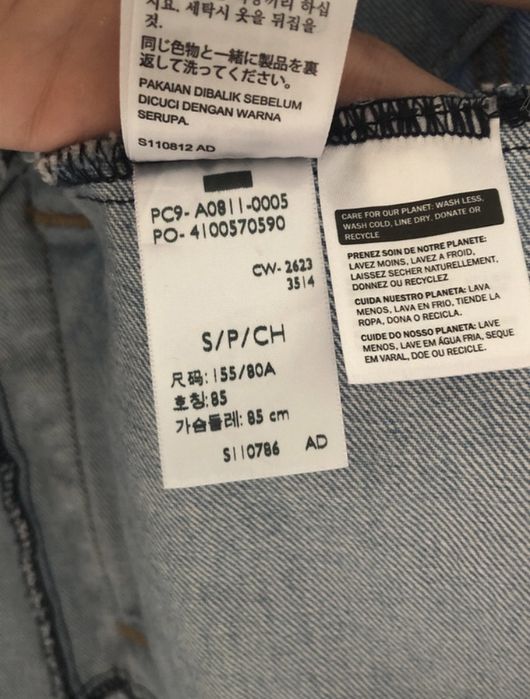 하십
시오. 세탁시 옷을 뒤집을
것.
同じ色物と一緒に製品を裏
返して洗ってください。
PAKAIAN DIBALIK SEBELUM
DICUCI DENGAN WARNA
SERUPA.
S110812 AD
PC9- A0811-0005
PO- 4100570590
CW- 2623
3514
S/P/CH
尺码: 155/80A
호칭: 85
가슴둘레: 85 cm
S110786 AD
CARE FOR OUR PLANET: WASH LESS,
WASH COLD, LINE DRY, DONATE OR
RECYCLE
PRENEZ SOIN DE NOTRE PLANETE:
LAVEZ MOINS, LAVEZ A FROID,
LAISSEZ SECHER NATURELLEMENT,
DONNEZ OU RECYCLEZ
CUIDA NUESTRO PLANETA: LAVA
MENOS, LAVA EN FRIO, TIENDE LA
ROPA, DONA O RECICLA.
CUIDE DO NOSSO PLANETA: LAVE
MENOS, LAVE EM ÁGUA FRIA, SEQUE
EM VARAL, DOE OU RECICLE.